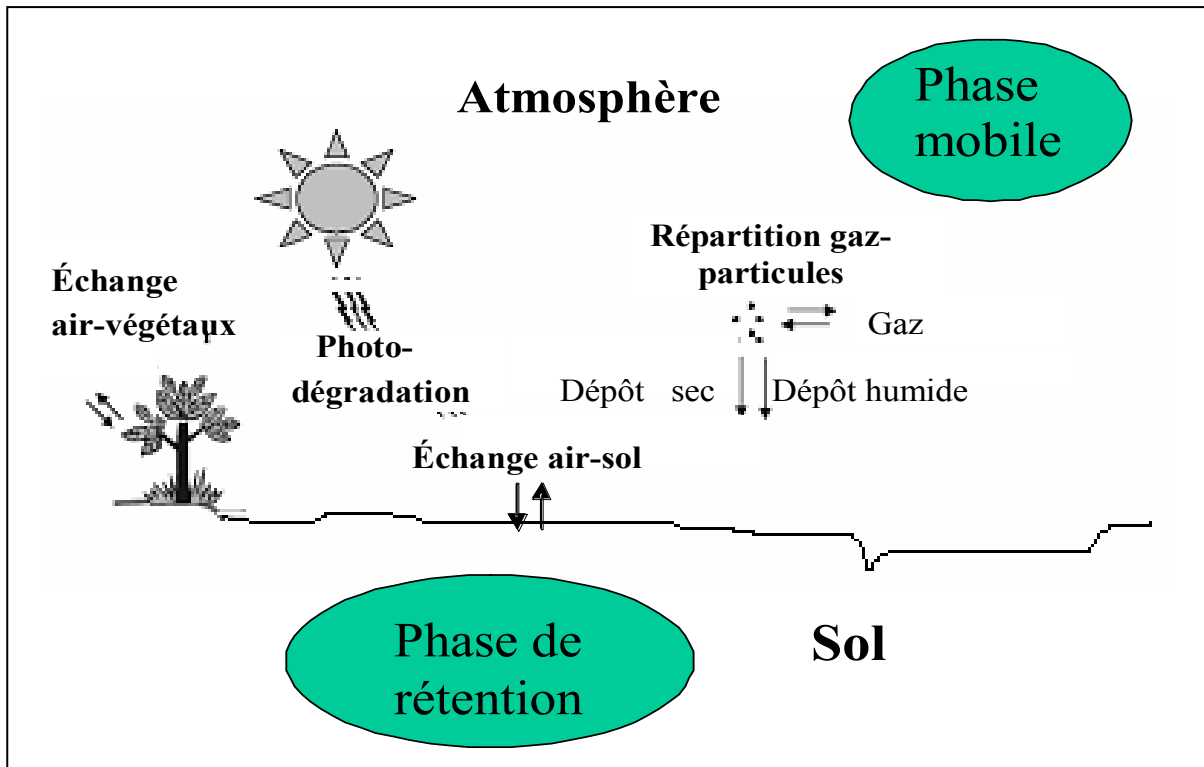 Atmosphère
Phase
mobile
Répartition gaz-
particules
Échange
air-végétaux
Gaz
Photo-
dégradation
Dépôt sec
Dépôt humide
Échange air-sol
Phase de
rétention
Sol